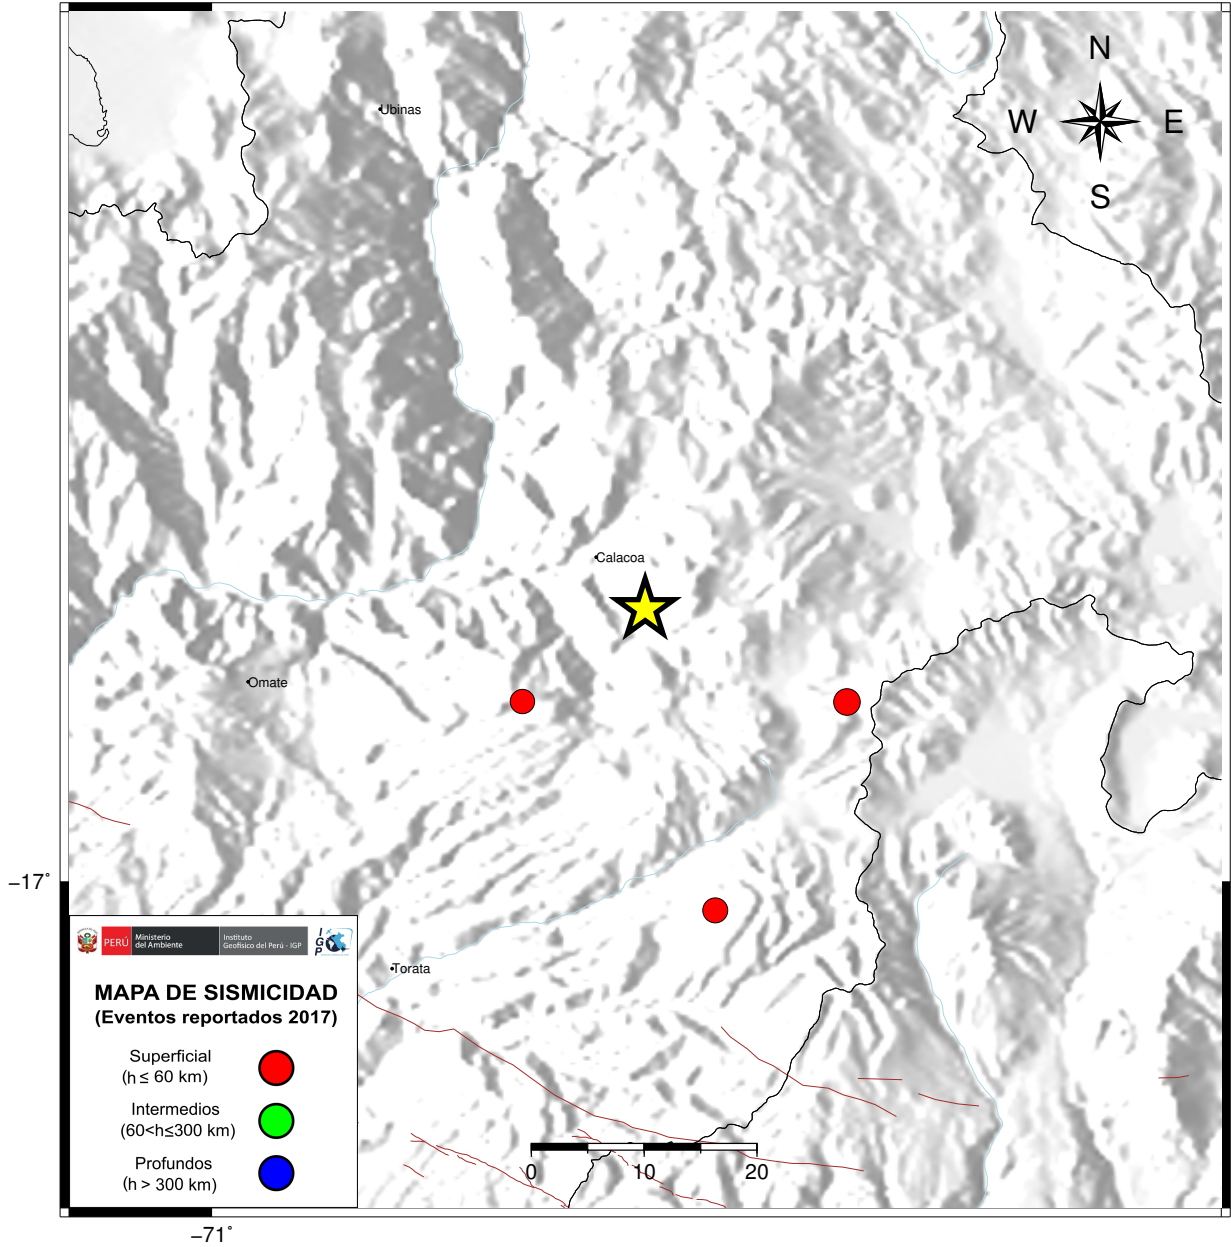 N
W E
S
Ubinas
Calacoa
Omate
−17°
Torata
PERÚ
Ministerio
del Ambiente
Instituto
Geofísico del Perú - IGP
IGP
MAPA DE SISMICIDAD
(Eventos reportados 2017)
Superficial
(h ≤ 60 km)
Intermedios
(60<h≤300 km)
Profundos
(h > 300 km)
0 10 20
−71°